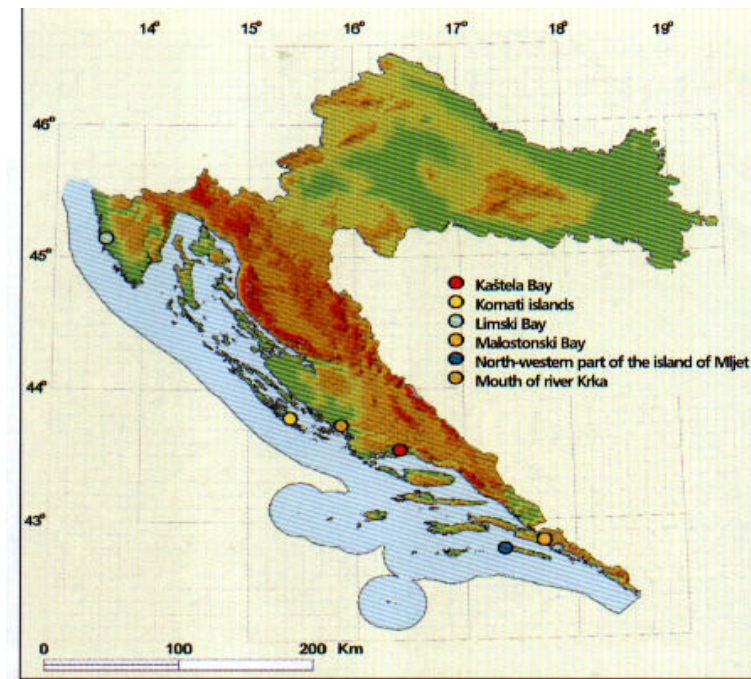 14° 15° 16° 17° 18° 19°
46°
45°
Kaštela Bay
Kornati islands
Limski Bay
Malostonski Bay
North-western part of the island of Mljet
Mouth of river Krka
44°
43°
0 100 200 Km